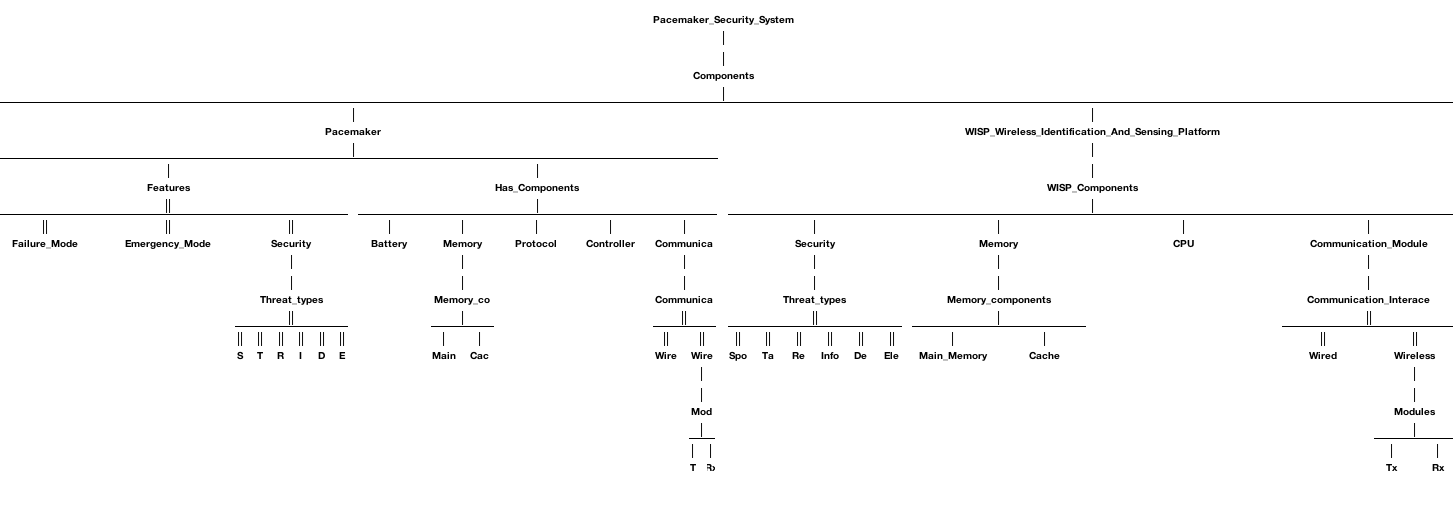 Pacemaker_Security_System
Components
Pacemaker WISP_Wireless_Identification_And_Sensing_Platform
Features Has_Components WISP_Components
Failure_Mode Emergency_Mode Security Battery Memory Protocol Controller Communica Security Memory CPU Communication_Module
Threat_types Memory_co Communica Threat_types Memory_components Communication_Interace
S T R I D E Main Cac Wire Wire Spo Ta Re Info De Ele Main_Memory Cache Wired Wireless
Mod Modules
T Tx Rx